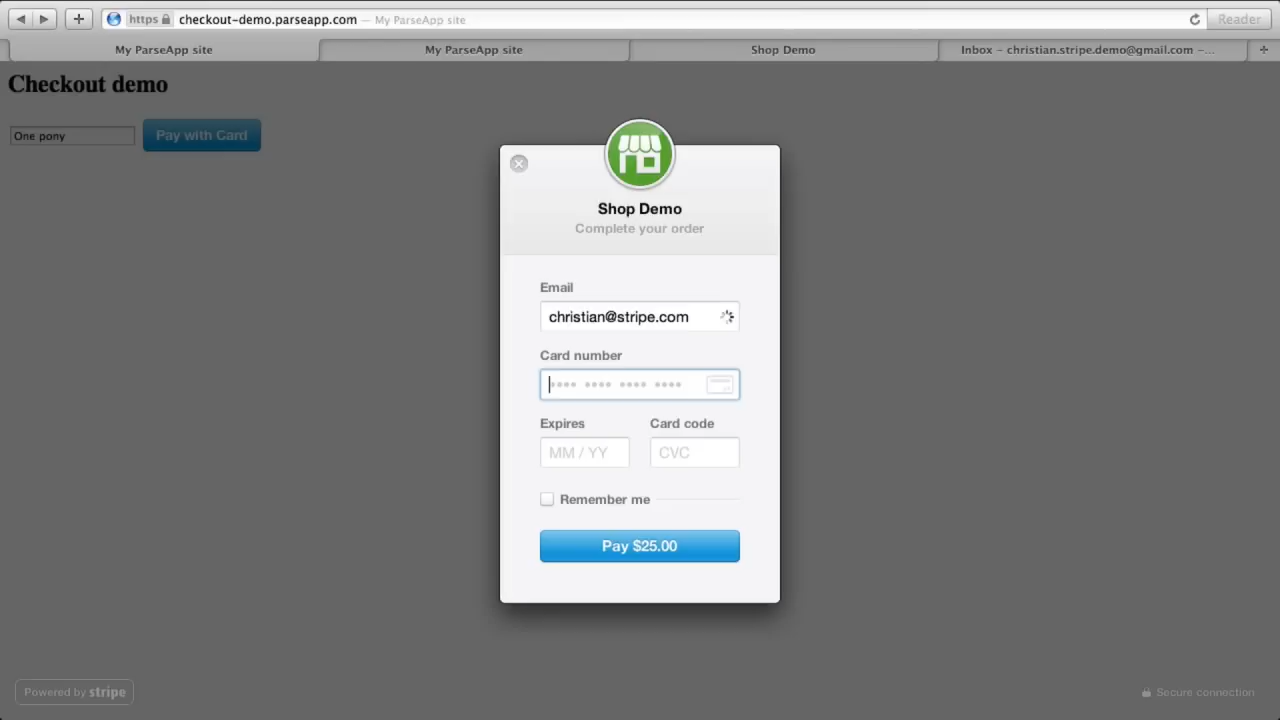 https checkout-demo.parseapp.com — My ParseApp site
Reader
My ParseApp site
My ParseApp site
Shop Demo
Inbox – christian.stripe.demo@gmail.com –...
Checkout demo
One pony
Pay with Card
Shop Demo
Complete your order
Email
christian@stripe.com
Card number
•••• •••• •••• ••••
Expires
Card code
MM / YY
CVC
Remember me
Pay $25.00
Powered by stripe
Secure connection